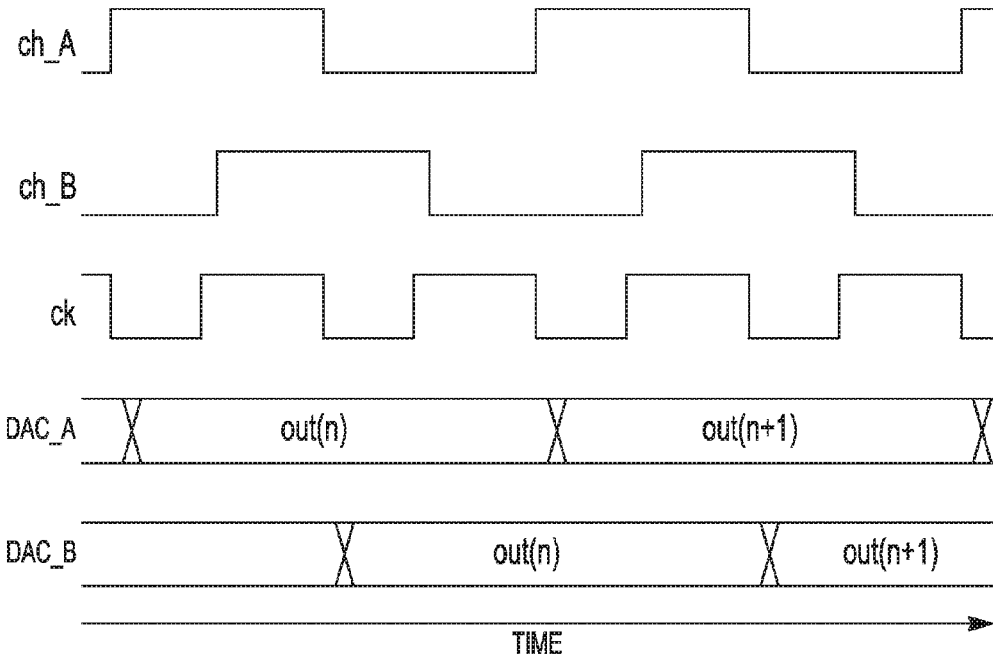 ch_A
ch_B
ck
DAC_A out(n) out(n+1)
DAC_B out(n) out(n+1)
TIME